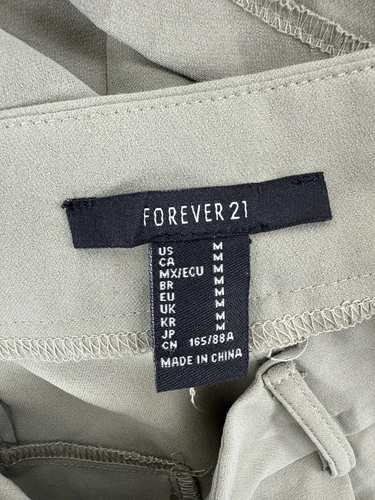 FOREVER 21
US M
CA M
MX/ECU M
BR M
EU M
UK M
KR M
JP M
CN 165/88A
MADE IN CHINA